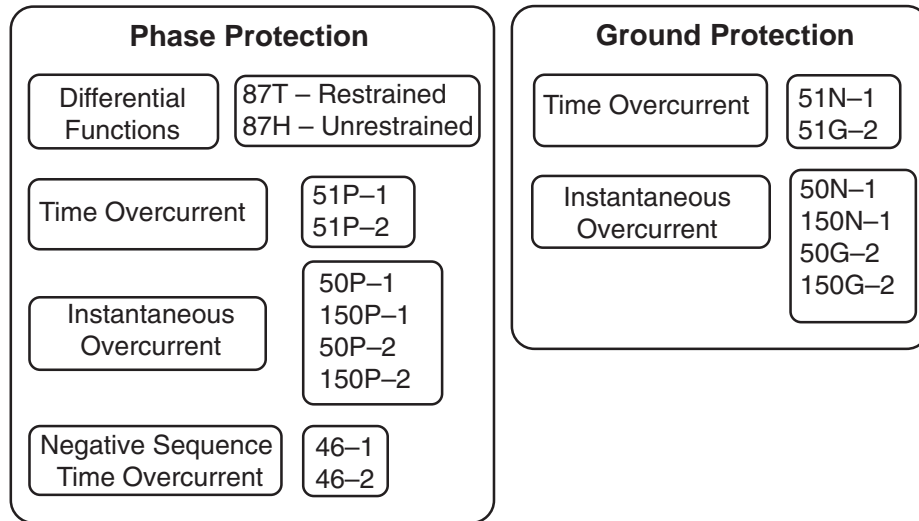 Phase Protection
Differential
Functions
87T – Restrained
87H – Unrestrained
Time Overcurrent
51P–1
51P–2
Instantaneous
Overcurrent
50P–1
150P–1
50P–2
150P–2
Negative Sequence
Time Overcurrent
46–1
46–2
Ground Protection
Time Overcurrent
51N–1
51G–2
Instantaneous
Overcurrent
50N–1
150N–1
50G–2
150G–2